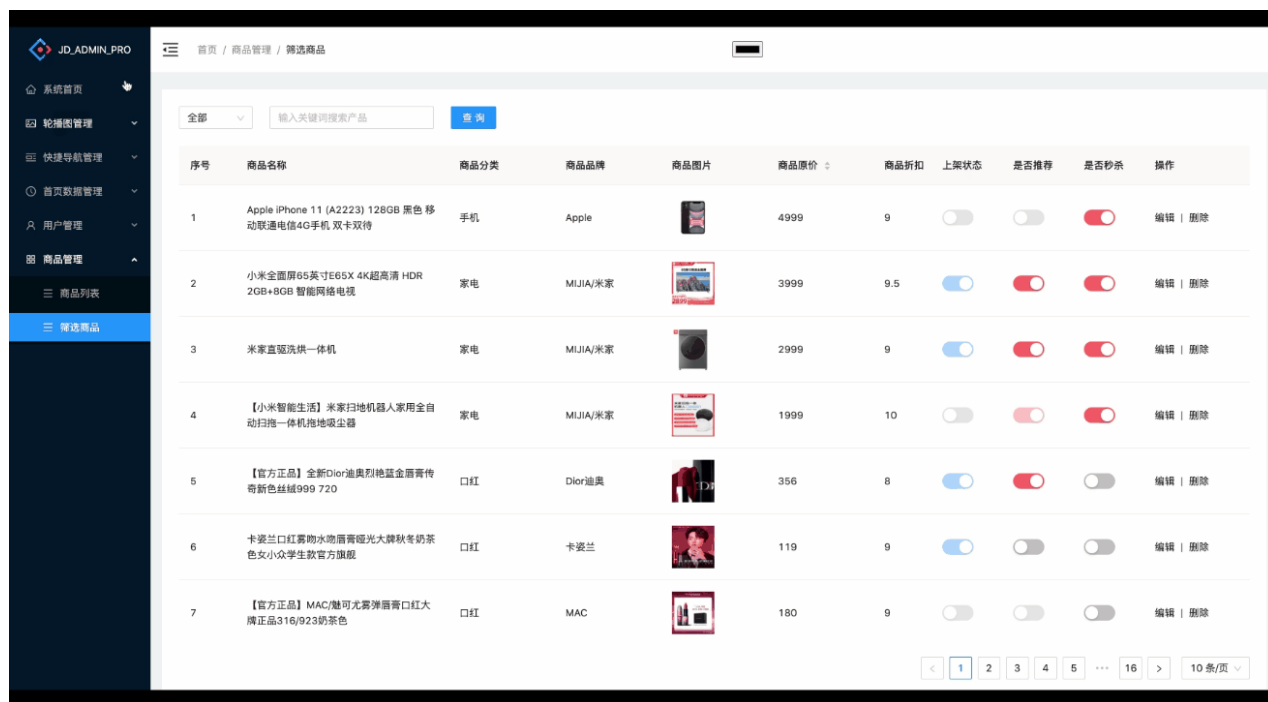 JD_ADMIN_PRO
首页 / 商品管理 / 筛选商品
系统首页
轮播图管理
快捷导航管理
首页数据管理
用户管理
商品管理
商品列表
筛选商品
全部 输入关键词搜索产品 查 询
序号 商品名称 商品分类 商品品牌 商品图片 商品原价 商品折扣 上架状态 是否推荐 是否秒杀 操作
Apple iPhone 11 (A2223) 128GB 黑色 移
1 手机 Apple 4999 9 编辑 | 删除
动联通电信4G手机 双卡双待
小米全面屏65英寸E65X 4K超高清 HDR
2 家电 MIJIA/米家 3999 9.5 编辑 | 删除
2GB+8GB 智能网络电视
3 米家直驱洗烘一体机 家电 MIJIA/米家 2999 9 编辑 | 删除
【小米智能生活】米家扫地机器人家用全自
4 家电 MIJIA/米家 1999 10 编辑 | 删除
动扫拖一体机拖地吸尘器
【官方正品】全新Dior迪奥烈艳蓝金唇膏传
5 口红 Dior迪奥 356 8 编辑 | 删除
奇新色丝绒999 720
卡姿兰口红雾吻水吻唇膏哑光大牌秋冬奶茶
6 口红 卡姿兰 119 9 编辑 | 删除
色女小众学生款官方旗舰
【官方正品】MAC/魅可尤雾弹唇膏口红大
7 口红 MAC 180 9 编辑 | 删除
牌正品316/923奶茶色
< 1 2 3 4 5 ··· 16 > 10 条/页